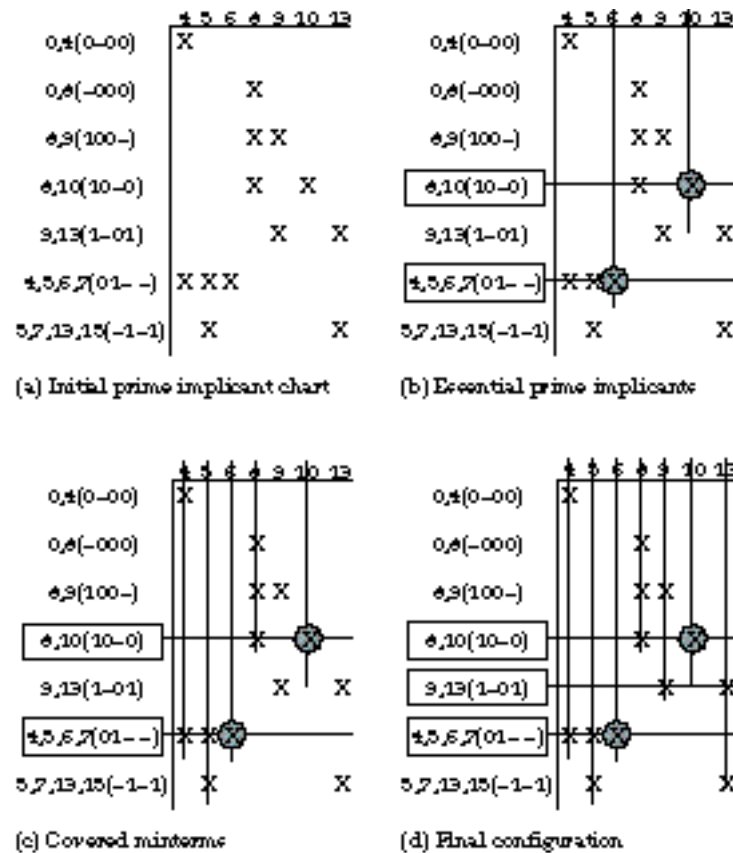 4 5 6 8 9 10 13
0,4(0-00) X
0,8(-000) X
8,9(100-) X X
8,10(10-0) X X
9,13(1-01) X X
4,5,6,7(01--) X X X
5,7,13,15(-1-1) X X
(a) Initial prime implicant chart
4 5 6 8 9 10 13
0,4(0-00) X
0,8(-000) X
8,9(100-) X X
8,10(10-0) X X
9,13(1-01) X X
4,5,6,7(01--) X X X
5,7,13,15(-1-1) X X
(b) Essential prime implicants
4 5 6 8 9 10 13
0,4(0-00) X
0,8(-000) X
8,9(100-) X X
8,10(10-0) X X
9,13(1-01) X X
4,5,6,7(01--) X X X
5,7,13,15(-1-1) X X
(c) Covered minterms
4 5 6 8 9 10 13
0,4(0-00) X
0,8(-000) X
8,9(100-) X X
8,10(10-0) X X
9,13(1-01) X X
4,5,6,7(01--) X X X
5,7,13,15(-1-1) X X
(d) Final configuration